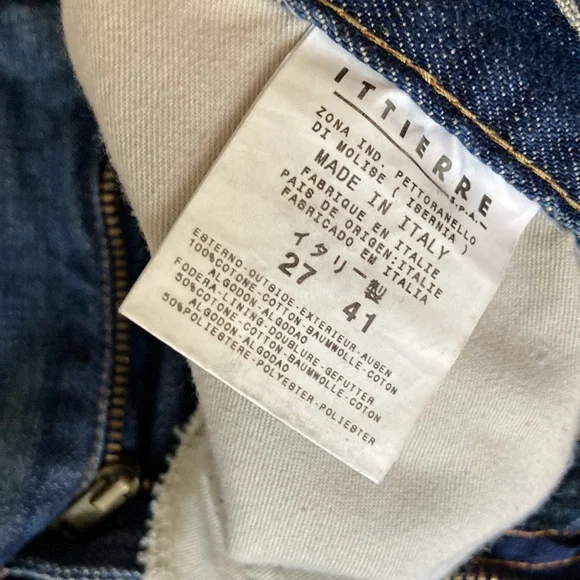 ITTIERRE
S.P.A.
ZONA IND. PETTORANELLO
DI MOLISE ( ISERNIA )
MADE IN ITALY
FABRIQUE EN ITALIE
PAIS DE ORIGEN:ITALIE
FABRICADO EM ITALIA
イタリー製
27 41
ESTERNO-OUTSIDE-EXTERIEUR-AUßEN
100%COTONE-COTTON-BAUMWOLLE-COTON
ALGODON-ALGODAO
FODERA-LINING-DOUBLURE-GEFUTTER
50%COTONE-COTTON-BAUMWOLLE-COTON
ALGODON-ALGODAO
50%POLIESTERE-POLYESTER-POLIESTER